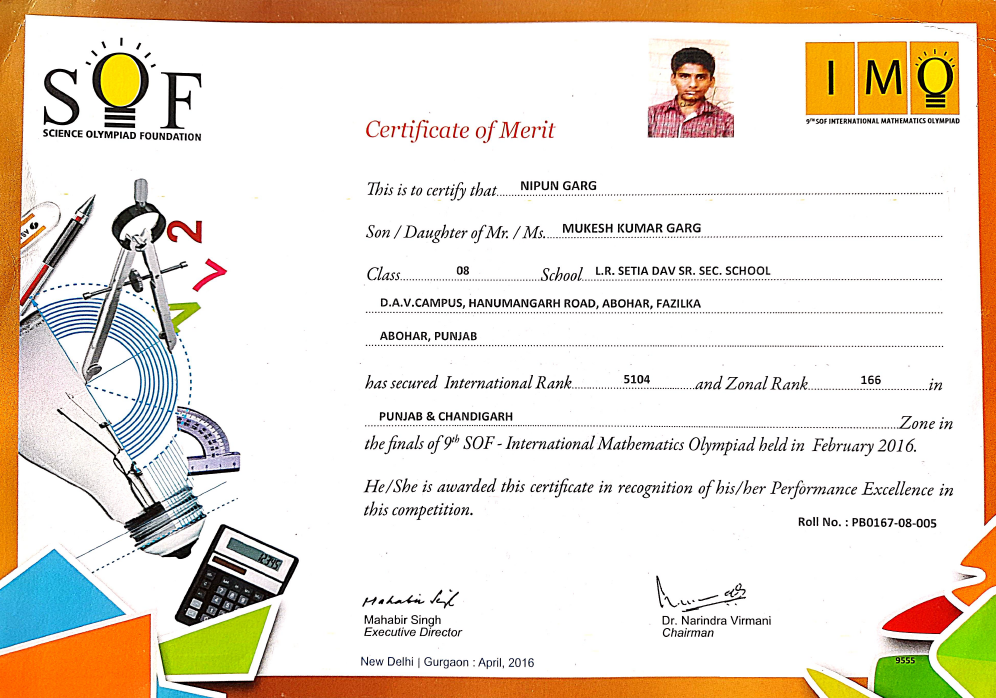 SOF
SCIENCE OLYMPIAD FOUNDATION
IMO
9TH SOF INTERNATIONAL MATHEMATICS OLYMPIAD
Certificate of Merit
This is to certify that NIPUN GARG
Son / Daughter of Mr. / Ms. MUKESH KUMAR GARG
Class 08 School L.R. SETIA DAV SR. SEC. SCHOOL
D.A.V.CAMPUS, HANUMANGARH ROAD, ABOHAR, FAZILKA
ABOHAR, PUNJAB
has secured International Rank 5104 and Zonal Rank 166 in
PUNJAB & CHANDIGARH Zone in
the finals of 9th SOF - International Mathematics Olympiad held in February 2016.
He/She is awarded this certificate in recognition of his/her Performance Excellence in
this competition.
Roll No. : PB0167-08-005
Mahabir Singh
Mahabir Singh
Executive Director
Dr. Narindra Virmani
Chairman
New Delhi | Gurgaon : April, 2016
9555
12345